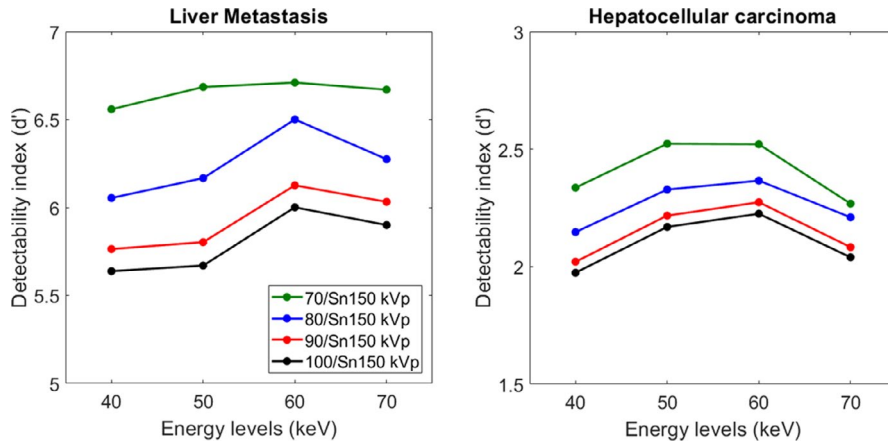 Liver Metastasis
Detectability index (d')
7
6.5
6
5.5
5
40 50 60 70
Energy levels (keV)
70/Sn150 kVp
80/Sn150 kVp
90/Sn150 kVp
100/Sn150 kVp
Hepatocellular carcinoma
Detectability index (d')
3
2.5
2
1.5
40 50 60 70
Energy levels (keV)